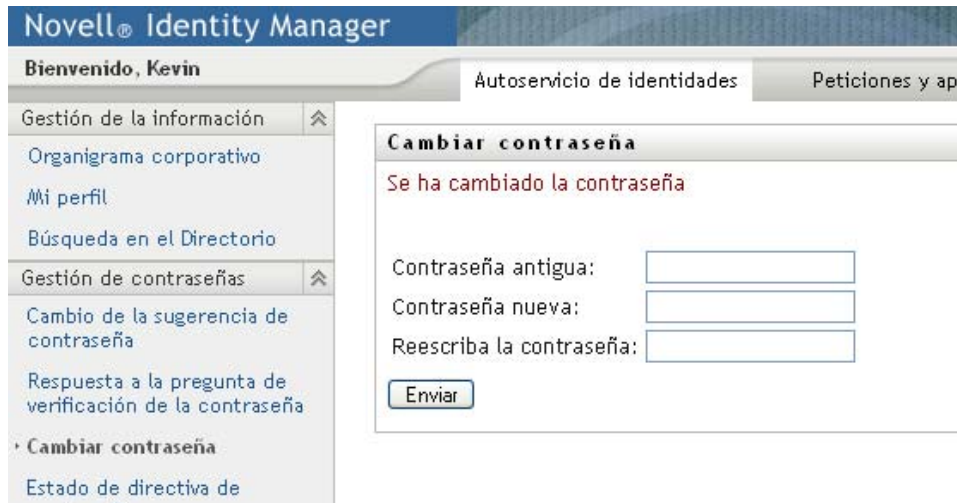 Novell® Identity Manager
Bienvenido, Kevin
Autoservicio de identidades
Peticiones y ap
Gestión de la información
Organigrama corporativo
Mi perfil
Búsqueda en el Directorio
Gestión de contraseñas
Cambio de la sugerencia de
contraseña
Respuesta a la pregunta de
verificación de la contraseña
Cambiar contraseña
Estado de directiva de
Cambiar contraseña
Se ha cambiado la contraseña
Contraseña antigua:
Contraseña nueva:
Reescriba la contraseña:
Enviar